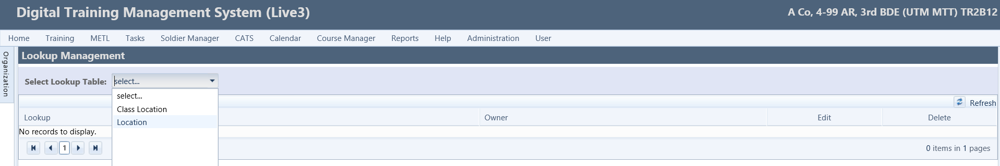 Digital Training Management System (Live3)
A Co, 4-99 AR, 3rd BDE (UTM MTT) TR2B12
Home Training METL Tasks Soldier Manager CATS Calendar Course Manager Reports Help Administration User
Organization
Lookup Management
Select Lookup Table: select...
select...
Class Location
Location
Refresh
Lookup Owner Edit Delete
No records to display.
1
0 items in 1 pages